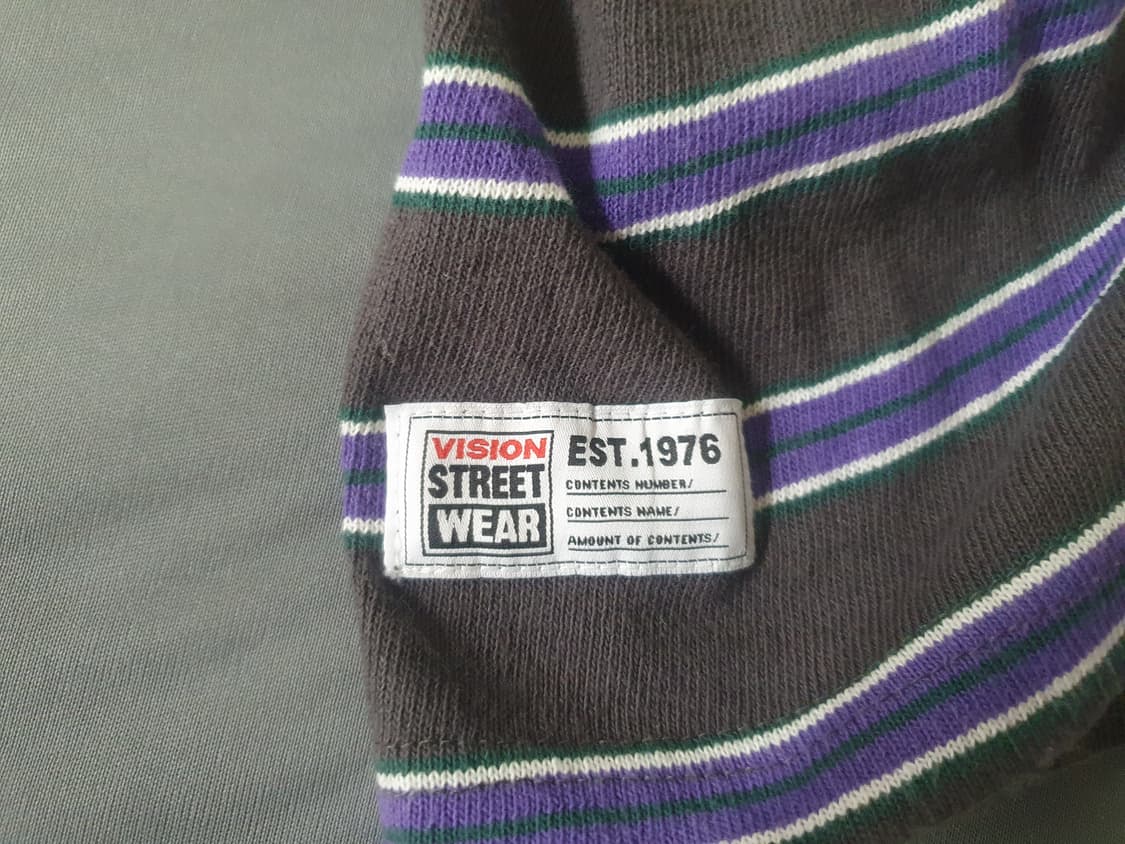 VISION
STREET
WEAR
EST.1976
CONTENTS NUMBER/
CONTENTS NAME/
AMOUNT OF CONTENTS/